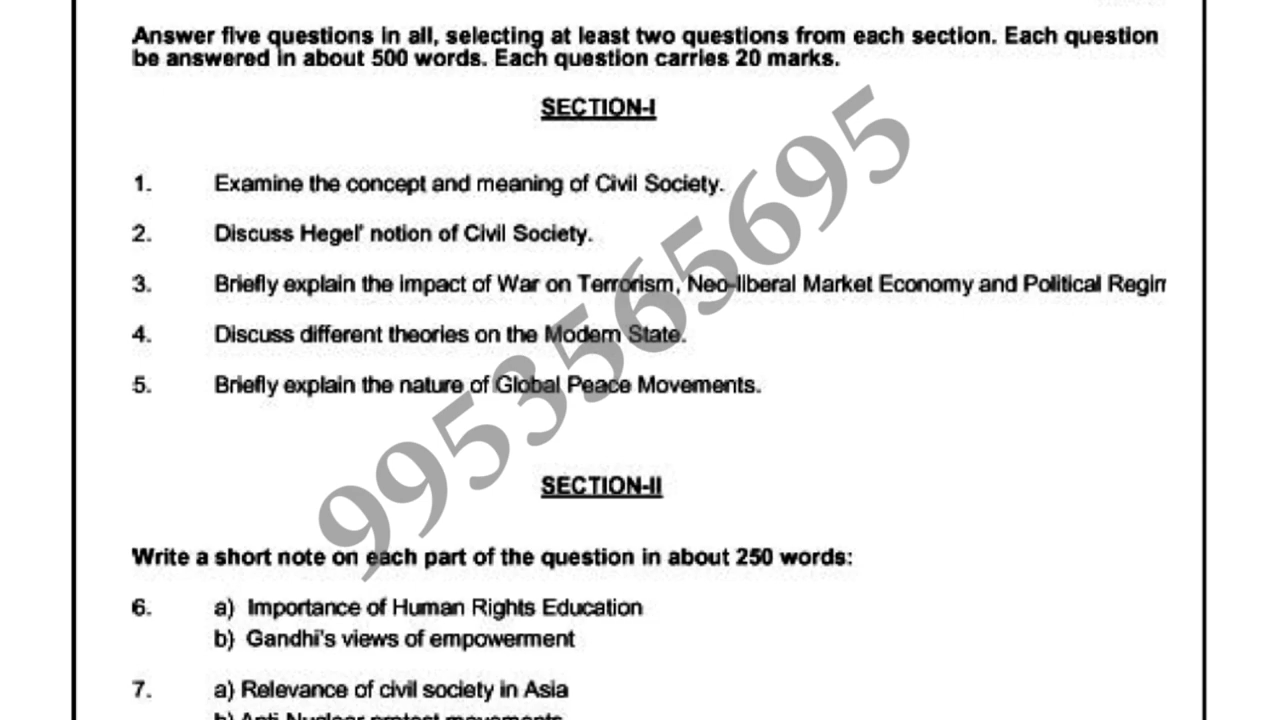 Answer five questions in all, selecting at least two questions from each section. Each question
be answered in about 500 words. Each question carries 20 marks.
SECTION-I
1. Examine the concept and meaning of Civil Society.
2. Discuss Hegel' notion of Civil Society.
3. Briefly explain the impact of War on Terrorism, Neo-liberal Market Economy and Political
4. Discuss different theories on the Modern State.
5. Briefly explain the nature of Global Peace Movements.
9953565695
SECTION-II
Write a short note on each part of the question in about 250 words:
6. a) Importance of Human Rights Education
b) Gandhi's views of empowerment
7. a) Relevance of civil society in Asia
b) Anti Nuclear protest movements